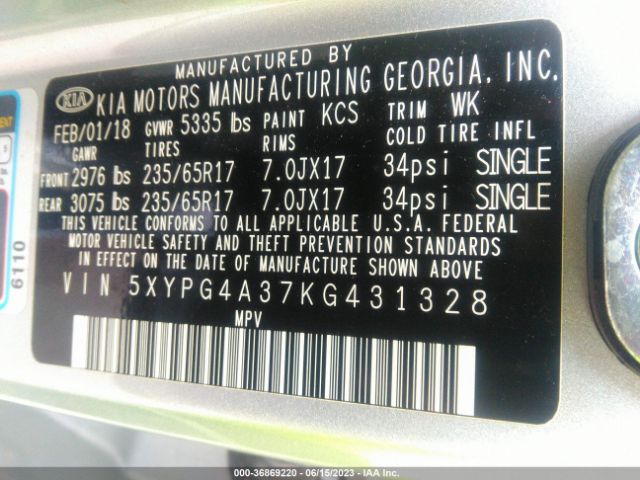 MANUFACTURED BY
KIA KIA MOTORS MANUFACTURING GEORGIA, INC.
FEB/01/18 GVWR 5335 lbs PAINT KCS TRIM WK
GAWR TIRES RIMS COLD TIRE INFL
FRONT 2976 lbs 235/65R17 7.0JX17 34psi SINGLE
REAR 3075 lbs 235/65R17 7.0JX17 34psi SINGLE
THIS VEHICLE CONFORMS TO ALL APPLICABLE U.S.A. FEDERAL
MOTOR VEHICLE SAFETY AND THEFT PREVENTION STANDARDS
IN EFFECT ON THE DATE OF MANUFACTURE SHOWN ABOVE
VIN 5XYPG4A37KG431328
MPV
6110
5
000-36869220 - 06/15/2023 - IAA Inc.